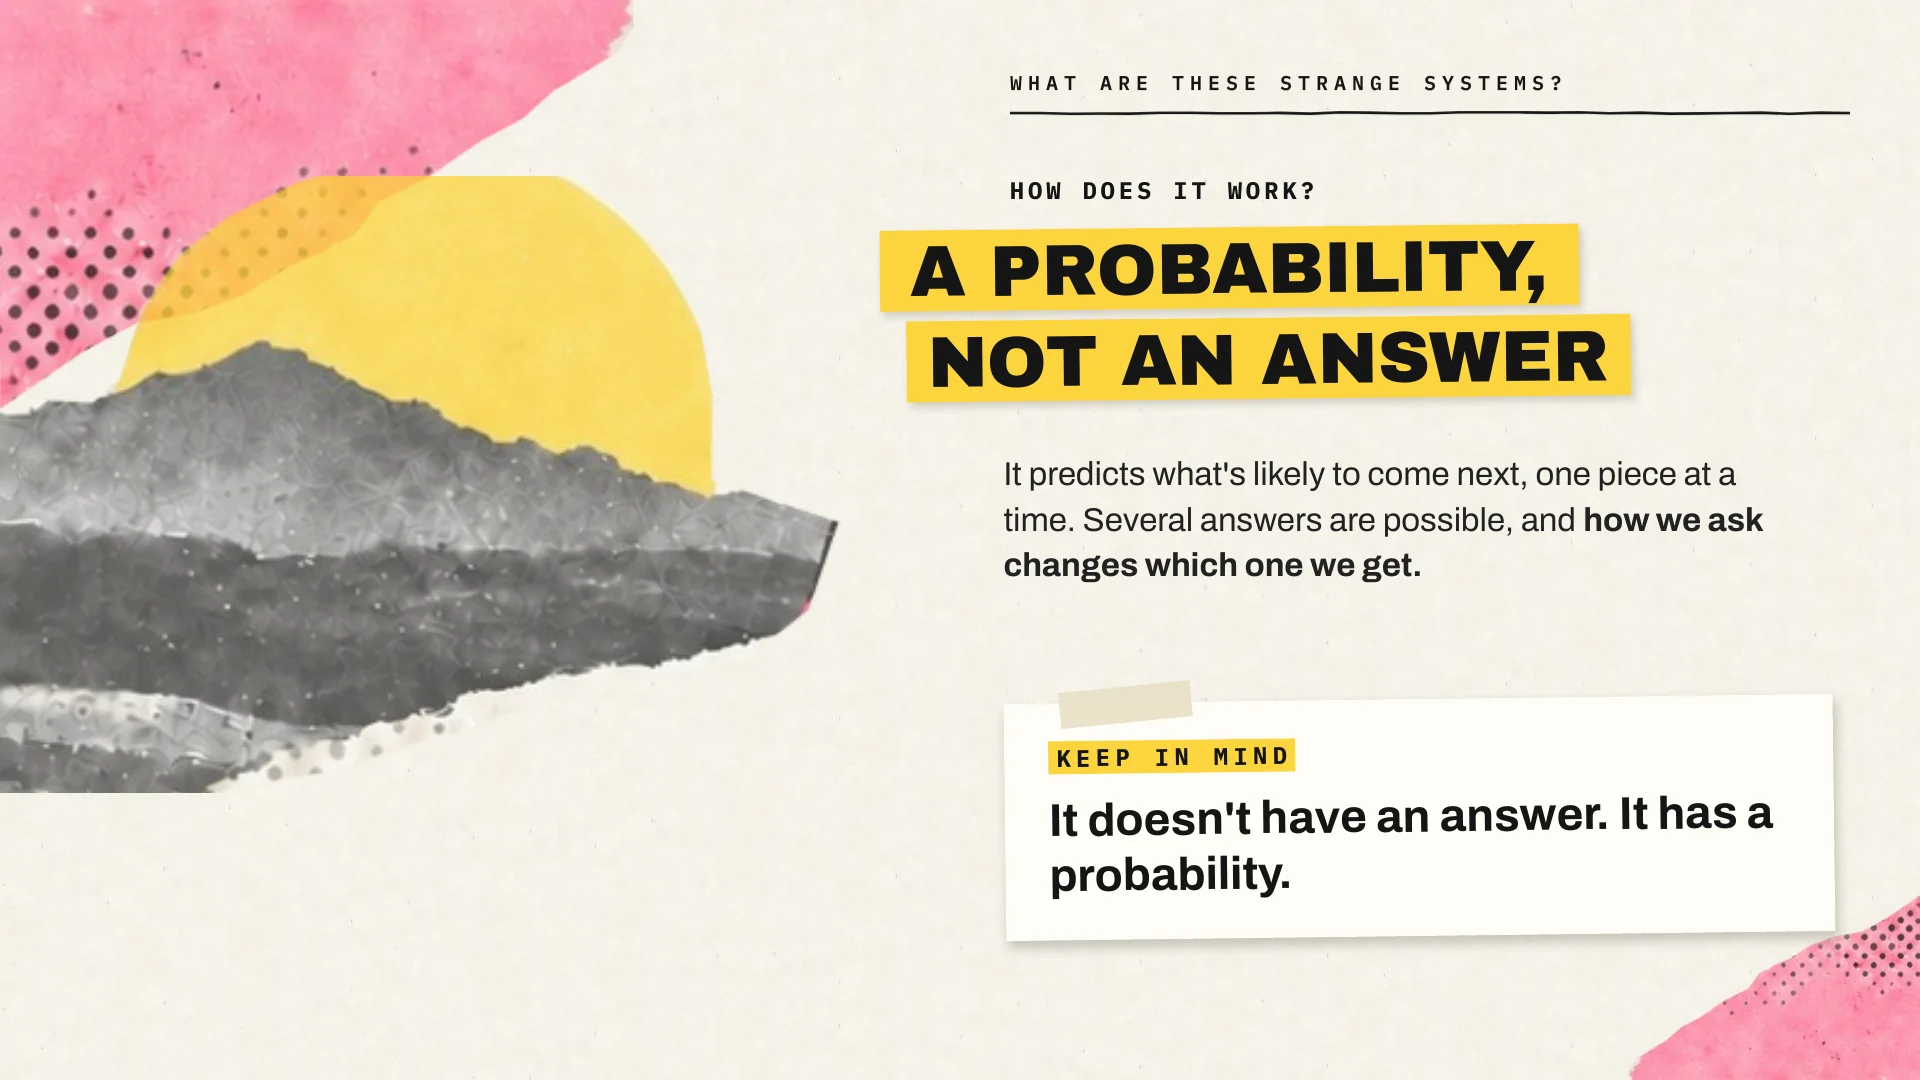 WHAT ARE THESE STRANGE SYSTEMS?
HOW DOES IT WORK?
A PROBABILITY,
NOT AN ANSWER
It predicts what's likely to come next, one piece at a
time. Several answers are possible, and how we ask
changes which one we get.
KEEP IN MIND
It doesn't have an answer. It has a
probability.